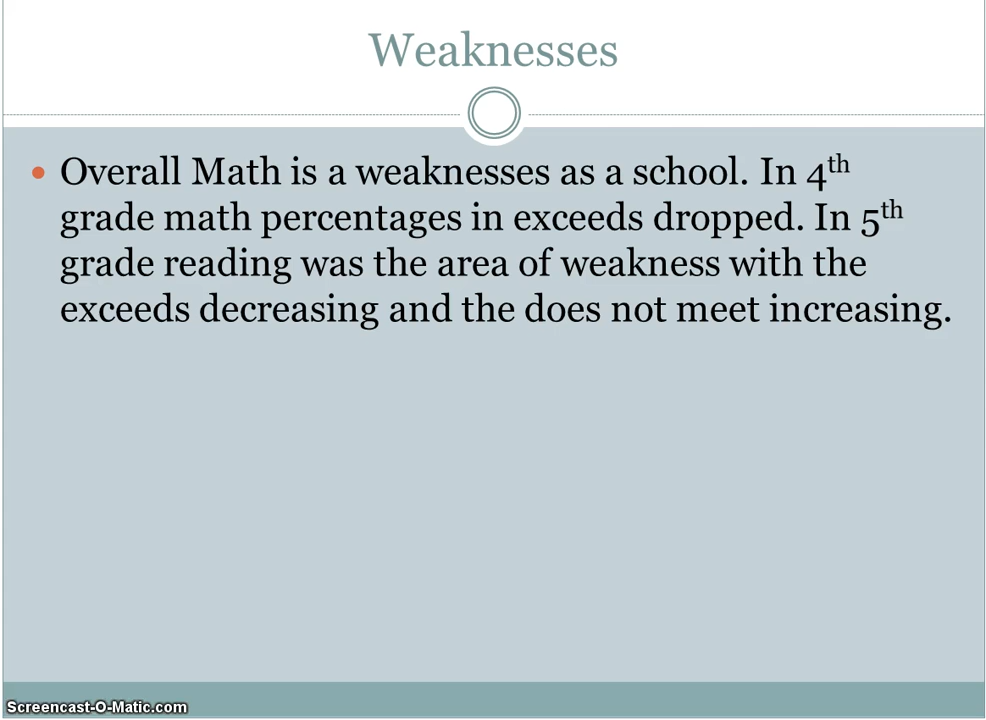 Weaknesses
• Overall Math is a weaknesses as a school. In 4th
grade math percentages in exceeds dropped. In 5th
grade reading was the area of weakness with the
exceeds decreasing and the does not meet increasing.
Screencast-O-Matic.com